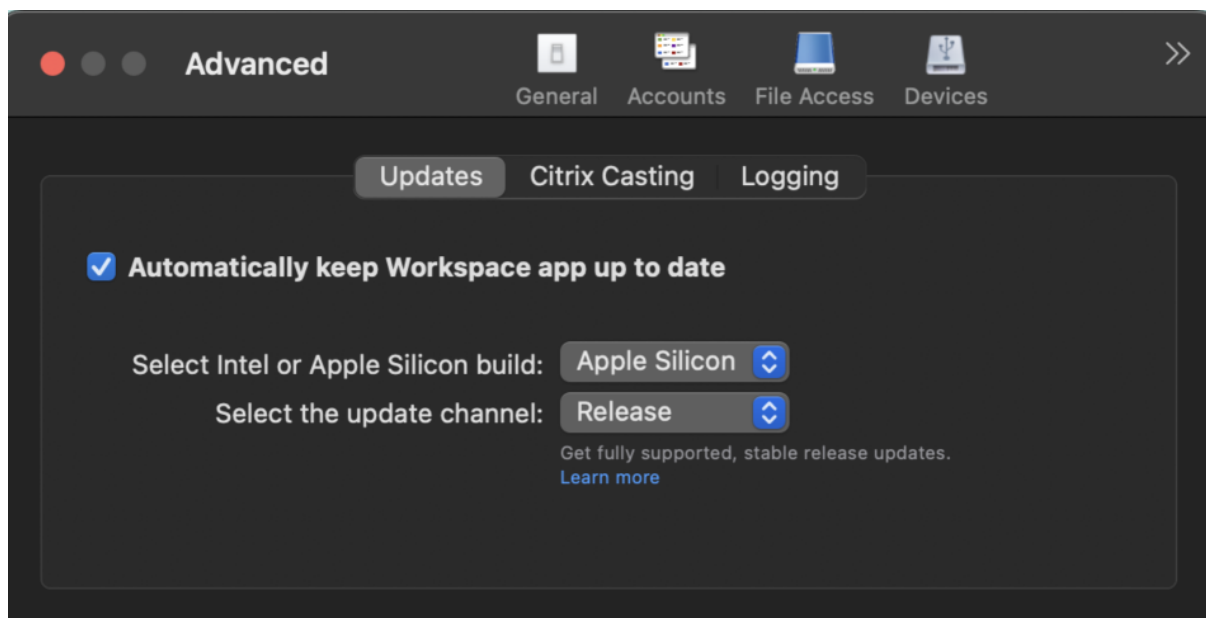 Advanced
General Accounts File Access Devices
Updates Citrix Casting Logging
Automatically keep Workspace app up to date
Select Intel or Apple Silicon build: Apple Silicon
Select the update channel: Release
Get fully supported, stable release updates.
Learn more